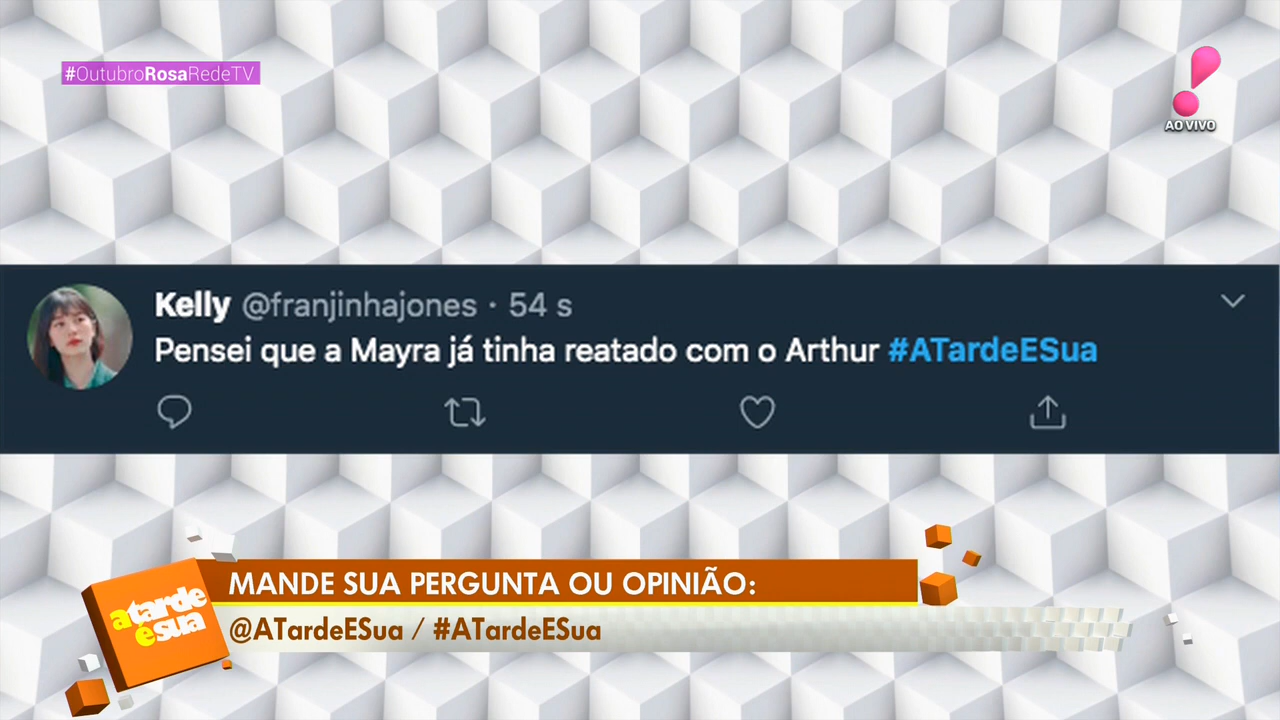 #OutubroRosaRedeTV
AO VIVO
Kelly @franjinhajones · 54 s
Pensei que a Mayra já tinha reatado com o Arthur #ATardeESua
MANDE SUA PERGUNTA OU OPINIÃO:
a tarde
é sua
@ATardeESua / #ATardeESua